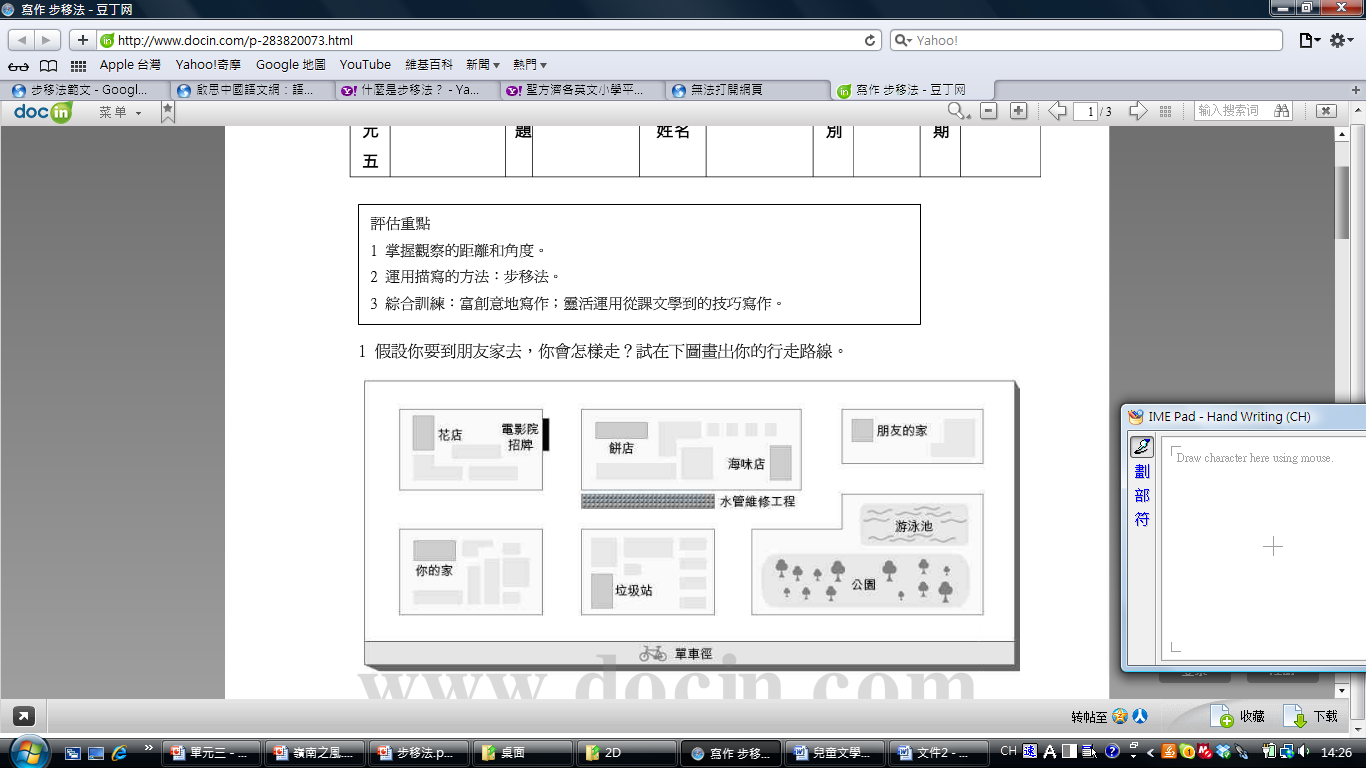 寫作 步移法 - 豆丁网
http://www.docin.com/p-283820073.html
Yahoo!
Apple 台灣 Yahoo!奇摩 Google 地圖 YouTube 維基百科 新聞 熱門
步移法範文 - Googl... 啟思中國語文網：語... 什麼是步移法？ - Ya... 聖方濟各英文小學平... 無法打開網頁 寫作 步移法 - 豆丁网
docin 菜单 1 / 3 输入搜索词
元 題 姓名 別 期
五
評估重點
1 掌握觀察的距離和角度。
2 運用描寫的方法：步移法。
3 綜合訓練：富創意地寫作；靈活運用從課文學到的技巧寫作。
1 假設你要到朋友家去，你會怎樣走？試在下圖畫出你的行走路線。
花店
電影院
招牌
餅店
海味店
朋友的家
水管維修工程
游泳池
你的家
垃圾站
公園
單車徑
www.docin.com
IME Pad - Hand Writing (CH)
Draw character here using mouse.
劃
部
符
转帖至 收藏 下载
單元三 - ... 嶺南之風.... 步移法.p... 桌面 2D 寫作 步移... 兒童文學... 文件2 - ... CH 速 14:26